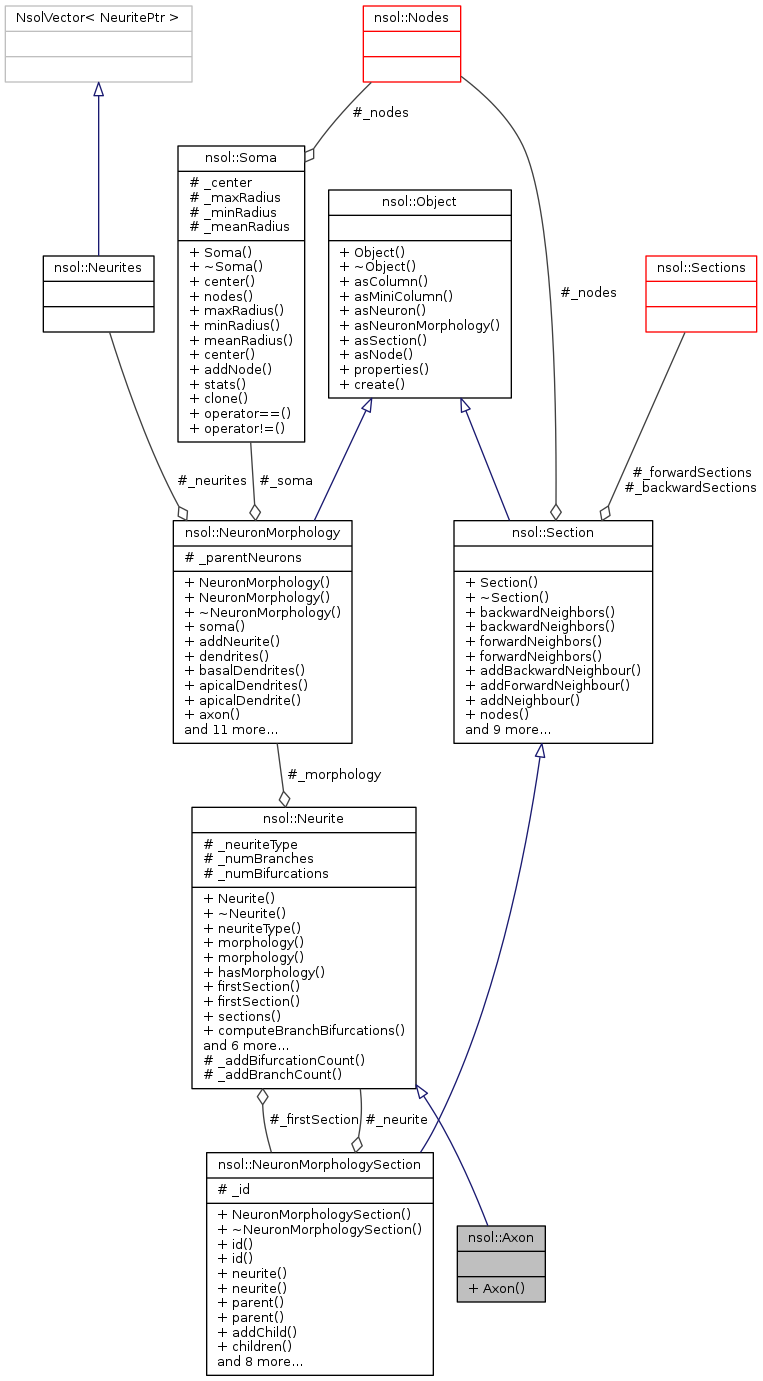 NsolVector< NeuritePtr >
nsol::Nodes
#_nodes
nsol::Soma
# _center
# _maxRadius
# _minRadius
# _meanRadius
+ Soma()
+ ~Soma()
+ center()
+ nodes()
+ maxRadius()
+ minRadius()
+ meanRadius()
+ center()
+ addNode()
+ stats()
+ clone()
+ operator==()
+ operator!=()
nsol::Object
+ Object()
+ ~Object()
+ asColumn()
+ asMiniColumn()
+ asNeuron()
+ asNeuronMorphology()
+ asSection()
+ asNode()
+ properties()
+ create()
nsol::Neurites
#_nodes
nsol::Sections
#_neurites
#_soma
#_forwardSections
#_backwardSections
nsol::NeuronMorphology
# _parentNeurons
+ NeuronMorphology()
+ NeuronMorphology()
+ ~NeuronMorphology()
+ soma()
+ addNeurite()
+ dendrites()
+ basalDendrites()
+ apicalDendrites()
+ apicalDendrite()
+ axon()
and 11 more...
nsol::Section
+ Section()
+ ~Section()
+ backwardNeighbors()
+ backwardNeighbors()
+ forwardNeighbors()
+ forwardNeighbors()
+ addBackwardNeighbour()
+ addForwardNeighbour()
+ addNeighbour()
+ nodes()
and 9 more...
#_morphology
nsol::Neurite
# _neuriteType
# _numBranches
# _numBifurcations
+ Neurite()
+ ~Neurite()
+ neuriteType()
+ morphology()
+ morphology()
+ hasMorphology()
+ firstSection()
+ firstSection()
+ sections()
+ computeBranchBifurcations()
and 6 more...
# _addBifurcationCount()
# _addBranchCount()
#_firstSection
#_neurite
nsol::NeuronMorphologySection
# _id
+ NeuronMorphologySection()
+ ~NeuronMorphologySection()
+ id()
+ id()
+ neurite()
+ neurite()
+ parent()
+ parent()
+ addChild()
+ children()
and 8 more...
nsol::Axon
+ Axon()